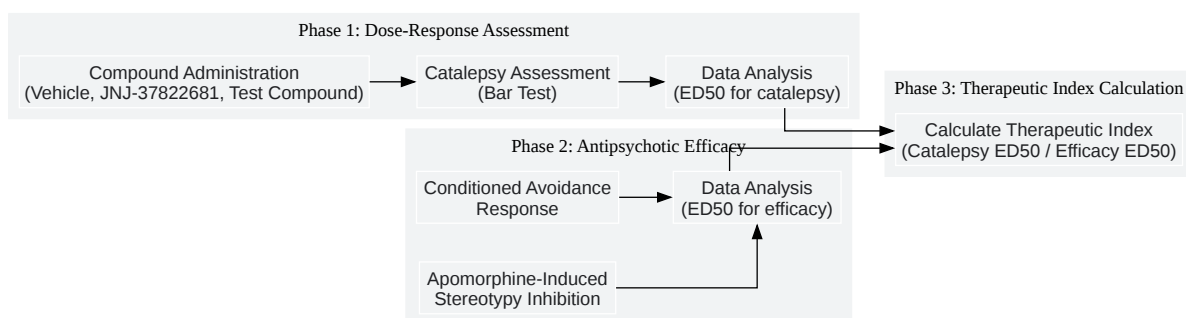 Phase 1: Dose-Response Assessment
Compound Administration
(Vehicle, JNJ-37822681, Test Compound)
Catalepsy Assessment
(Bar Test)
Data Analysis
(ED50 for catalepsy)
Phase 2: Antipsychotic Efficacy
Conditioned Avoidance
Response
Data Analysis
(ED50 for efficacy)
Apomorphine-Induced
Stereotypy Inhibition
Phase 3: Therapeutic Index Calculation
Calculate Therapeutic Index
(Catalepsy ED50 / Efficacy ED50)